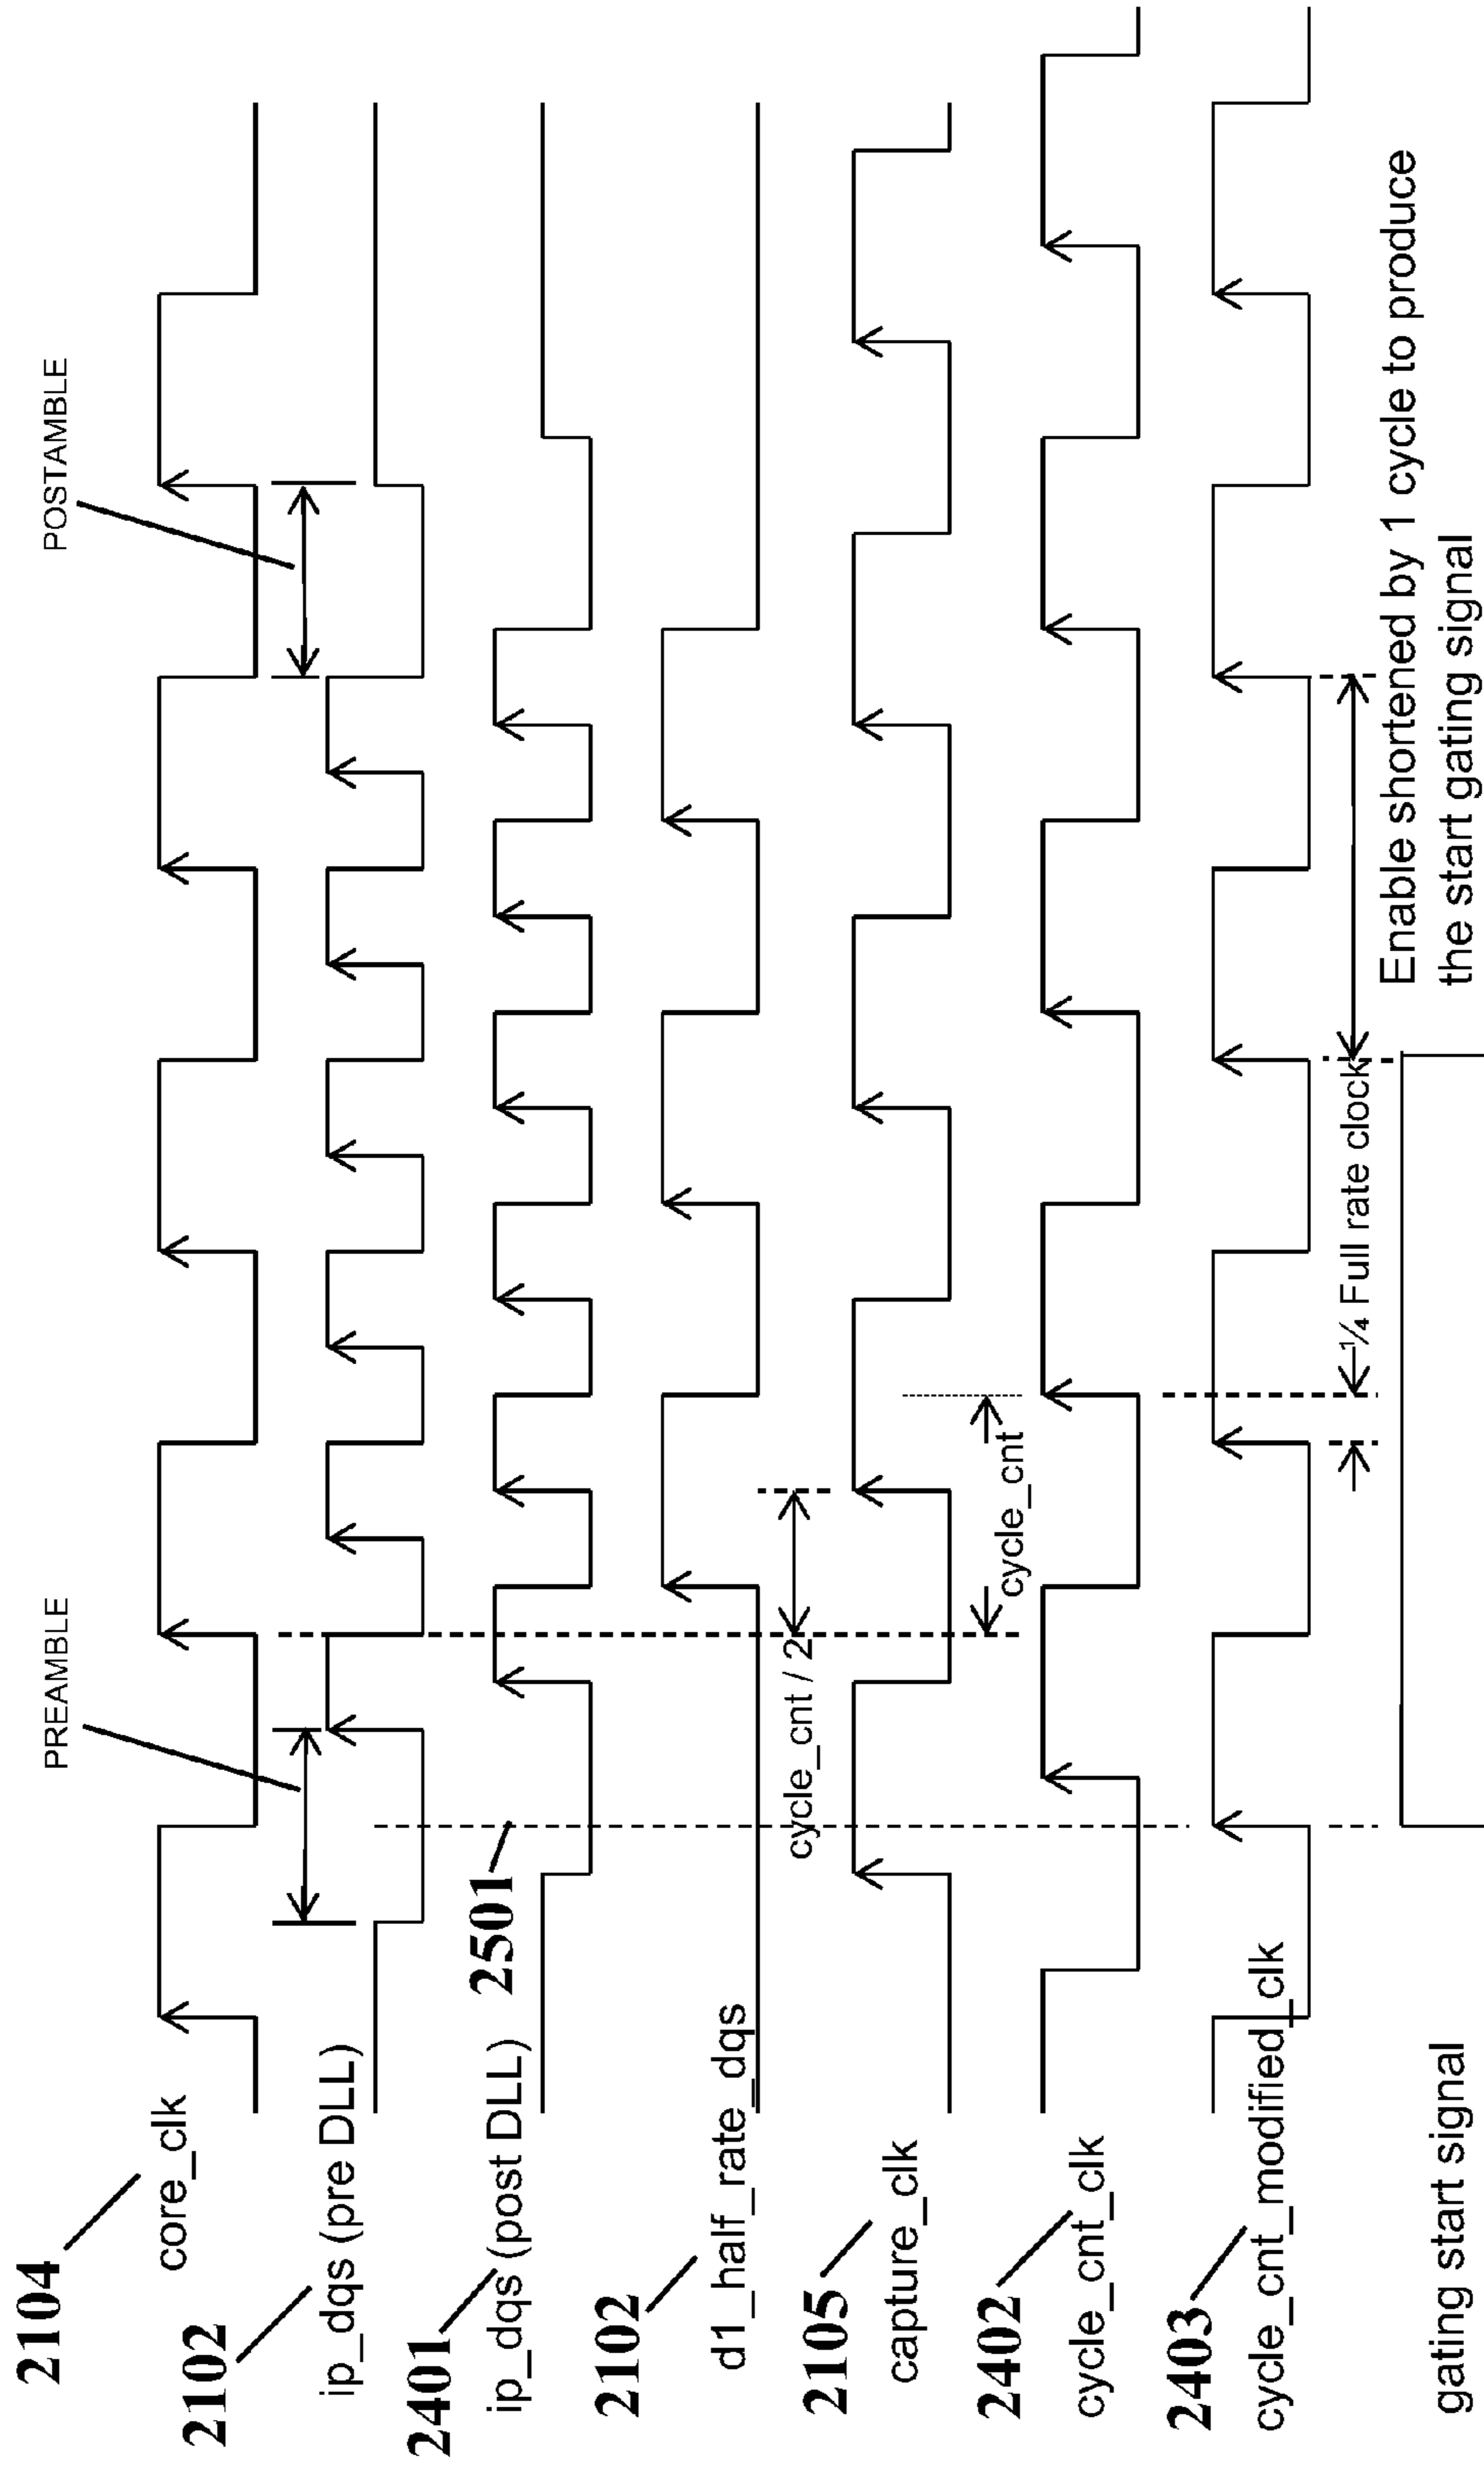 2104
core_clk
PREAMBLE
POSTAMBLE
2102
ip_dqs (pre DLL)
2401
ip_dqs (post DLL)
2501
2102
d1_half_rate_dqs
cycle_cnt / 2
2105
capture_clk
cycle_cnt
2402
cycle_cnt_clk
2403
cycle_cnt_modified_clk
¼ Full rate clock
Enable shortened by 1 cycle to produce
the start gating signal
gating start signal